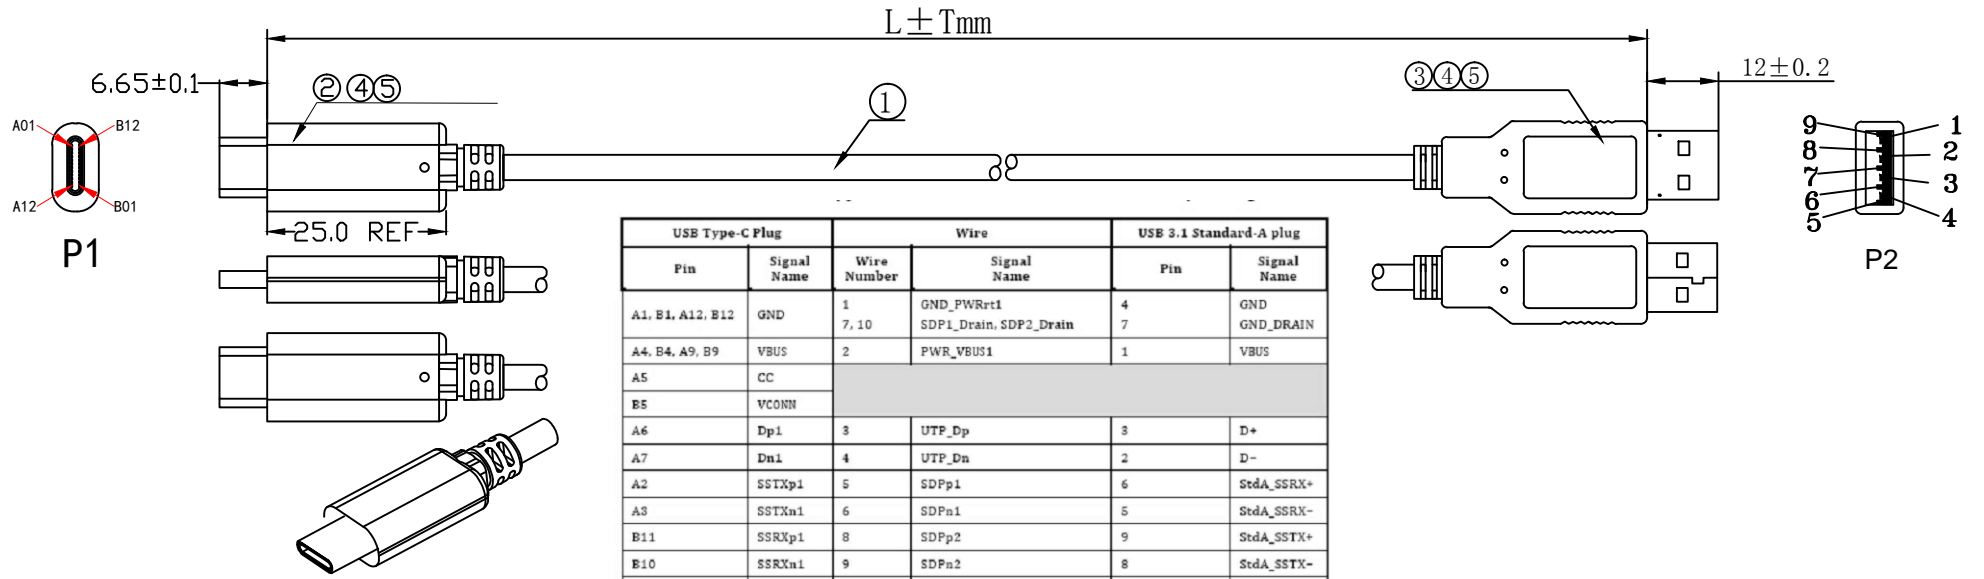 L±Tmm
6.65±0.1
② ④⑤
①
③④⑤
12±0.2
A01
B12
A12
B01
P1
25.0 REF
9
8
7
6
5
1
2
3
4
P2
USB Type-C Plug Wire USB 3.1 Standard-A plug
Pin Signal Name Wire Number Signal Name Pin Signal Name
A1, B1, A12, B12 GND 1 GND_PWRrt1 4 GND
7, 10 SDP1_Drain, SDP2_Drain 7 GND_DRAIN
A4, B4, A9, B9 VBUS 2 PWR_VBUS1 1 VBUS
A5 CC
B5 VCONN
A6 Dp1 3 UTP_Dp 3 D+
A7 Dn1 4 UTP_Dn 2 D-
A2 SSTXp1 5 SDPp1 6 StdA_SSRX+
A3 SSTXn1 6 SDPn1 5 StdA_SSRX-
B11 SSRXp1 8 SDPp2 9 StdA_SSTX+
B10 SSRXn1 9 SDPn2 8 StdA_SSTX-